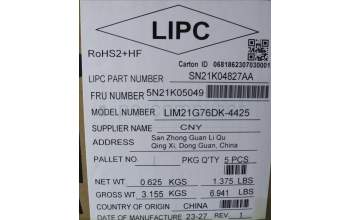 LIPC
RoHS2+HF
Carton ID 0681862307030001
LIPC PART NUMBER SN21K04827AA
FRU NUMBER 5N21K05049
MODEL NUMBER LIM21G76DK-4425
SUPPLIER NAME CNY
ADDRESS San Zhong Guan Li Qu
Qing Xi, Dong Guan, China
PALLET NO. PKG Q'TY 5 PCS
NET WT 0.625 KGS 1.375 LBS
GROSS WT 3.155 KGS 6.941 LBS
COUNTRY OF ORIGIN CHINA
DATE OF MANUFACTURE 23-27 REV 1